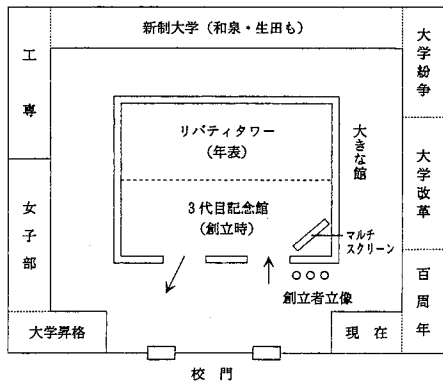 新制大学（和泉・生田も）
工専
女子部
大学昇格
大学紛争
大学改革
百周年
現在
大きな館
リバティタワー
（年表）
3代目記念館
（創立時）
マルチ
スクリーン
創立者立像
校門